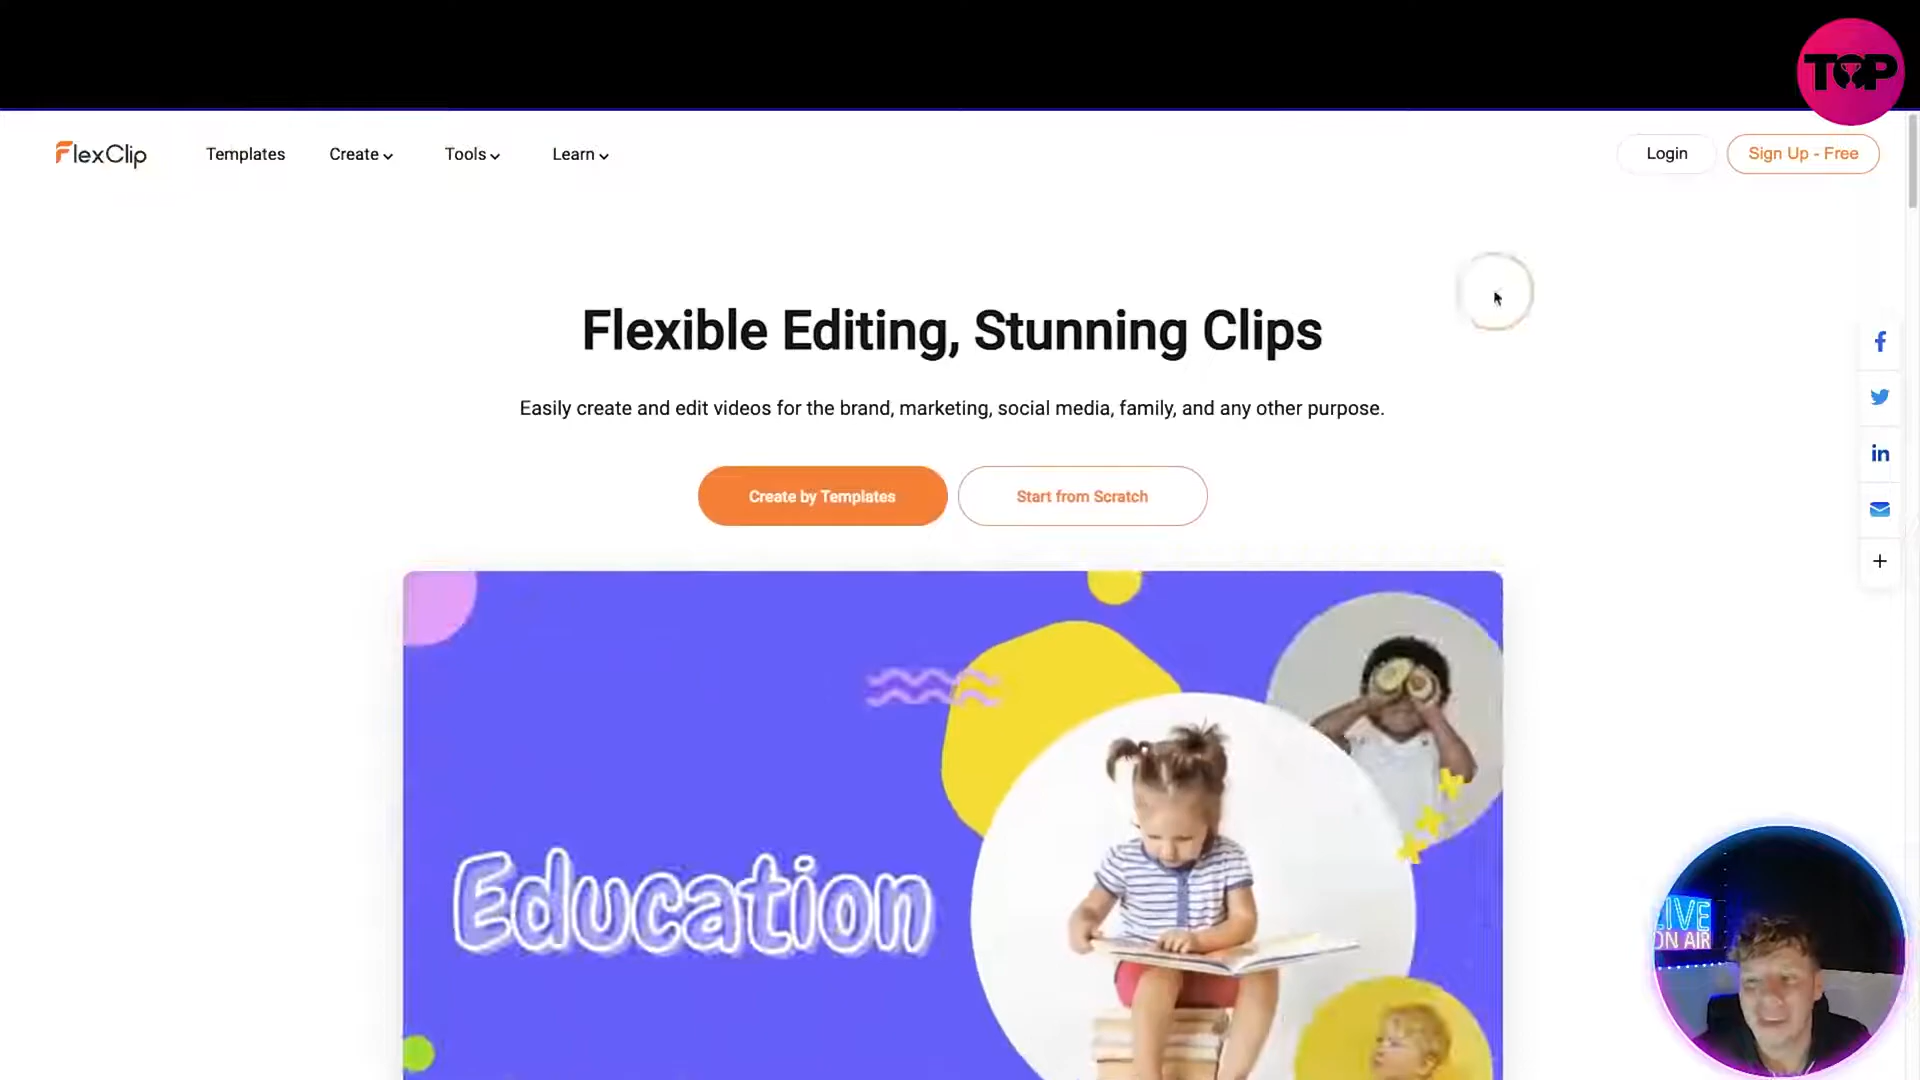 TOP
FlexClip
Templates
Create
Tools
Learn
Login
Sign Up - Free
Flexible Editing, Stunning Clips
Easily create and edit videos for the brand, marketing, social media, family, and any other purpose.
Create by Templates
Start from Scratch
Education
LIVE
ON AIR